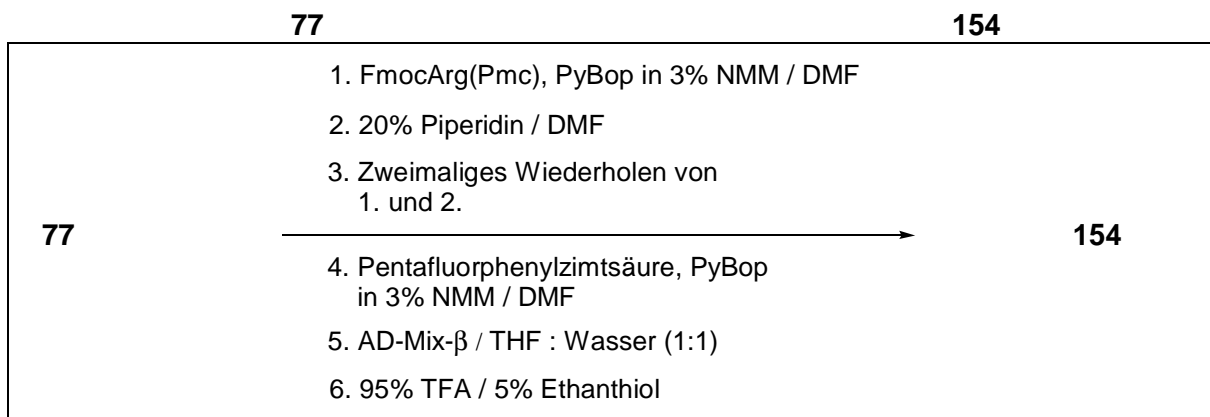 77 154
1. FmocArg(Pmc), PyBop in 3% NMM / DMF
2. 20% Piperidin / DMF
3. Zweimaliges Wiederholen von
1. und 2.
77 154
4. Pentafluorphenylzimtsäure, PyBop
in 3% NMM / DMF
5. AD-Mix-β / THF : Wasser (1:1)
6. 95% TFA / 5% Ethanthiol